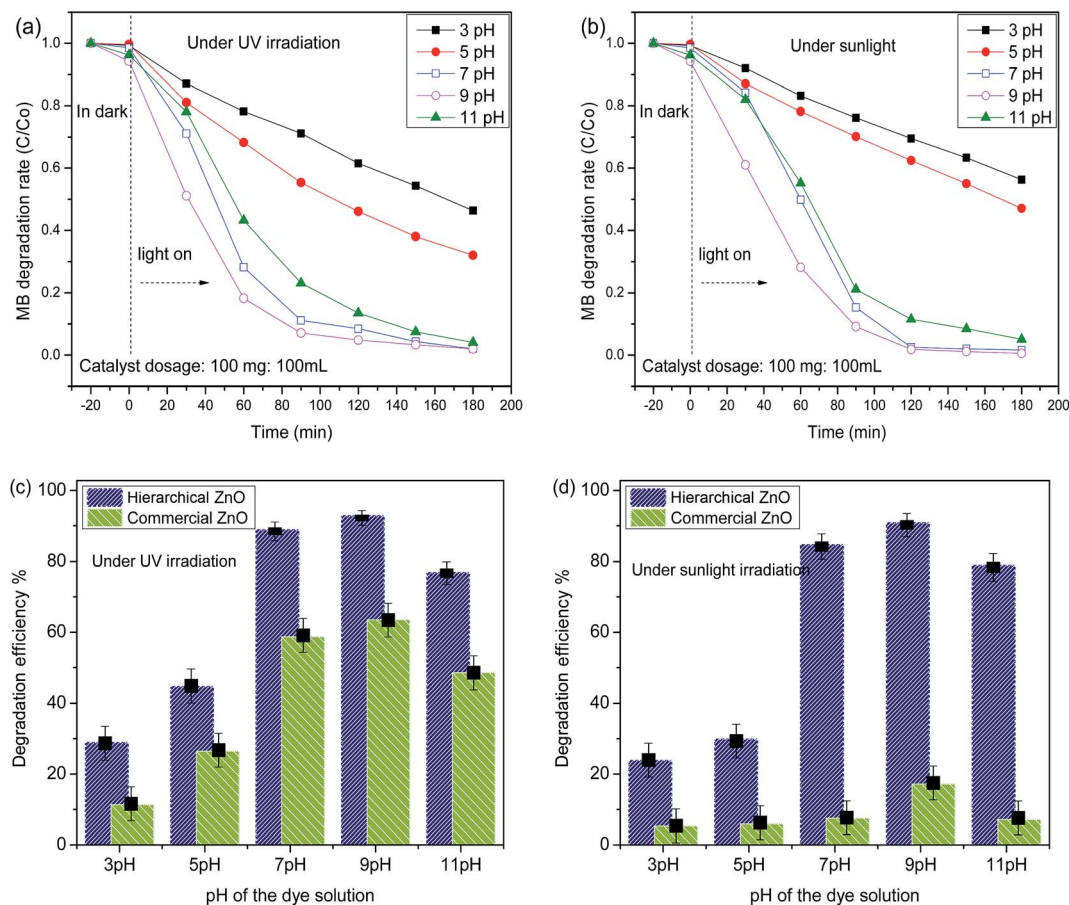 (a)
Under UV irradiation
3 pH
5 pH
7 pH
9 pH
11 pH
In dark
light on
Catalyst dosage: 100 mg: 100mL
MB degradation rate (C/Co)
1.0
0.8
0.6
0.4
0.2
0.0
-20 0 20 40 60 80 100 120 140 160 180 200
Time (min)
(b)
Under sunlight
3 pH
5 pH
7 pH
9 pH
11 pH
In dark
light on
Catalyst dosage: 100 mg: 100mL
MB degradation rate (C/Co)
1.0
0.8
0.6
0.4
0.2
0.0
-20 0 20 40 60 80 100 120 140 160 180 200
Time (min)
(c)
Hierarchical ZnO
Commercial ZnO
Under UV irradiation
Degradation efficiency %
100
80
60
40
20
0
3pH 5pH 7pH 9pH 11pH
pH of the dye solution
(d)
Hierarchical ZnO
Commercial ZnO
Under sunlight irradiation
Degradation efficiency %
100
80
60
40
20
0
3pH 5pH 7pH 9pH 11pH
pH of the dye solution